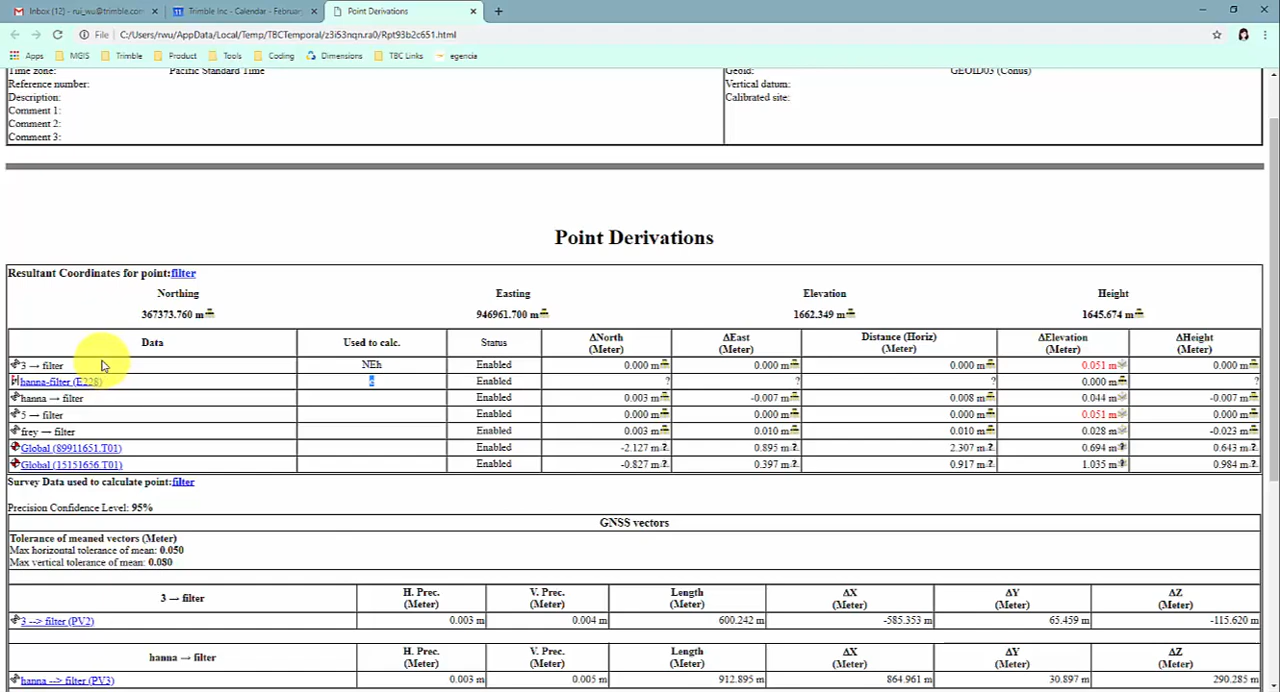 Inbox (12) - rui_wu@trimble.com
Trimble Inc - Calendar - February
Point Derivations
File C:/Users/rwu/AppData/Local/Temp/TBCTemporal/z3i53nqn.ra0/Rpt93b2c651.html
Apps MGIS Trimble Product Tools Coding Dimensions TBC Links egencia
Time zone: Pacific Standard Time Geoid: GEOID03 (Conus)
Reference number: Vertical datum:
Description: Calibrated site:
Comment 1:
Comment 2:
Comment 3:
Point Derivations
Resultant Coordinates for point:filter
Northing Easting Elevation Height
367373.760 m 946961.700 m 1662.349 m 1645.674 m
Data Used to calc. Status ΔNorth (Meter) ΔEast (Meter) Distance (Horiz) (Meter) ΔElevation (Meter) ΔHeight (Meter)
3 → filter NEh Enabled 0.000 m 0.000 m 0.000 m 0.051 m 0.000 m
hanna-filter (E228) e Enabled ? ? ? 0.000 m ?
hanna → filter Enabled 0.003 m -0.007 m 0.008 m 0.044 m -0.007 m
5 → filter Enabled 0.000 m 0.000 m 0.000 m 0.051 m 0.000 m
frey → filter Enabled 0.003 m 0.010 m 0.010 m 0.028 m -0.023 m
Global (89911651.T01) Enabled -2.127 m ? 0.895 m ? 2.307 m ? 0.694 m ? 0.643 m ?
Global (15151656.T01) Enabled -0.827 m ? 0.397 m ? 0.917 m ? 1.035 m ? 0.984 m ?
Survey Data used to calculate point:filter
Precision Confidence Level: 95%
GNSS vectors
Tolerance of meaned vectors (Meter)
Max horizontal tolerance of mean: 0.050
Max vertical tolerance of mean: 0.080
3 → filter H. Prec. (Meter) V. Prec. (Meter) Length (Meter) ΔX (Meter) ΔY (Meter) ΔZ (Meter)
3 --> filter (PV2) 0.003 m 0.004 m 600.242 m -585.353 m 65.459 m -115.620 m
hanna → filter H. Prec. (Meter) V. Prec. (Meter) Length (Meter) ΔX (Meter) ΔY (Meter) ΔZ (Meter)
hanna --> filter (PV3) 0.003 m 0.005 m 912.895 m 864.961 m 30.897 m 290.285 m